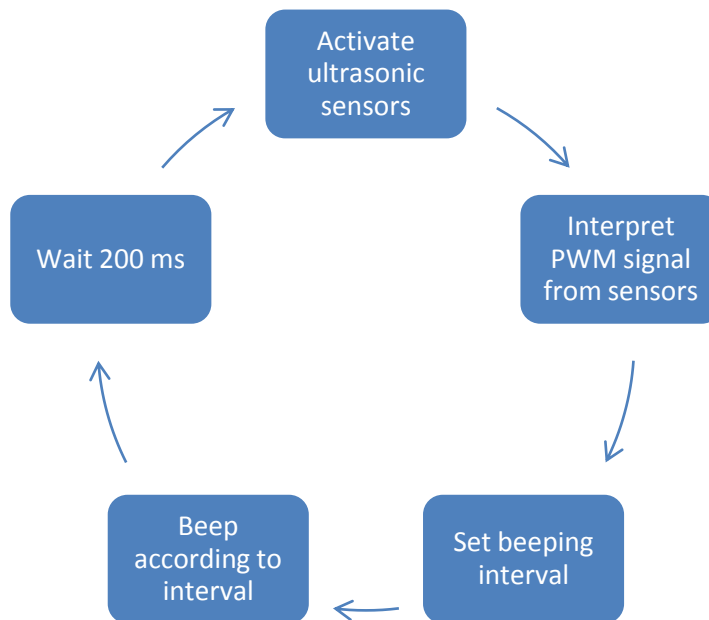 Activate
ultrasonic
sensors
Interpret
PWM signal
from sensors
Set beeping
interval
Beep
according to
interval
Wait 200 ms